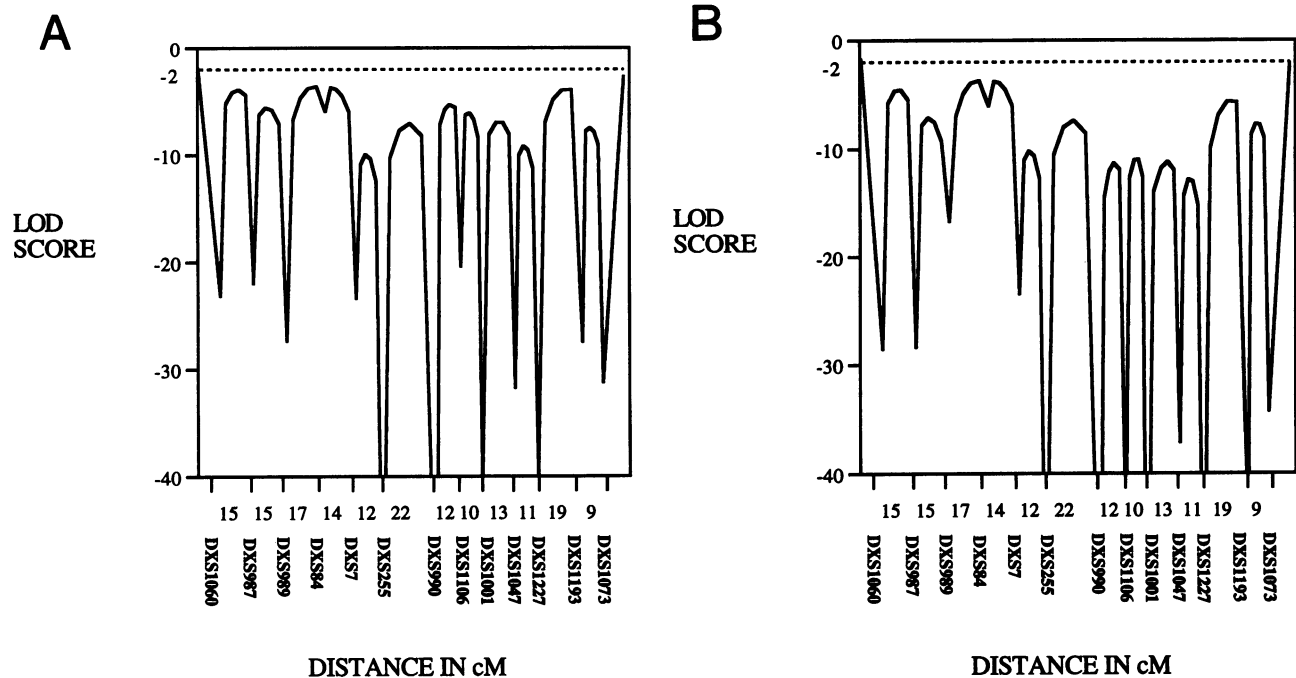 A
0
-2
-10
-20
-30
-40
LOD
SCORE
15 15 17 14 12 22 12 10 13 11 19 9
DXS1060 DXS987 DXS989 DXS84 DXS7 DXS255 DXS990 DXS1106 DXS1001 DXS1047 DXS1227 DXS1193 DXS1073
DISTANCE IN cM
B
0
-2
-10
-20
-30
-40
LOD
SCORE
15 15 17 14 12 22 12 10 13 11 19 9
DXS1060 DXS987 DXS989 DXS84 DXS7 DXS255 DXS990 DXS1106 DXS1001 DXS1047 DXS1227 DXS1193 DXS1073
DISTANCE IN cM